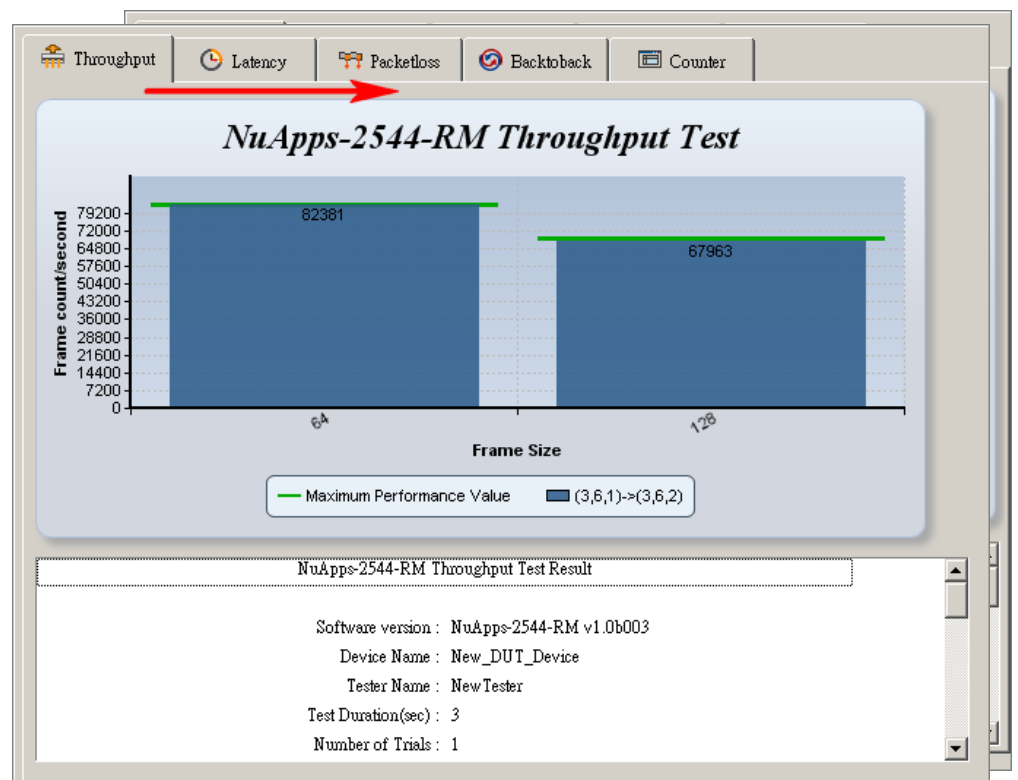 Throughput Latency Packetloss Backtoback Counter
NuApps-2544-RM Throughput Test
Frame count/second
79200
72000
64800
57600
50400
43200
36000
28800
21600
14400
7200
0
82381
67963
64
128
Frame Size
Maximum Performance Value (3,6,1)->(3,6,2)
NuApps-2544-RM Throughput Test Result
Software version : NuApps-2544-RM v1.0b003
Device Name : New_DUT_Device
Tester Name : NewTester
Test Duration(sec) : 3
Number of Trials : 1